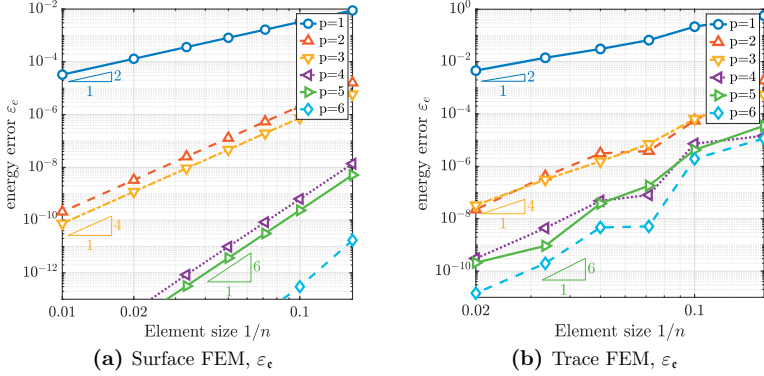 10^-2
10^-4
10^-6
10^-8
10^-10
10^-12
energy error ε_e
p=1
p=2
p=3
p=4
p=5
p=6
2
1
4
1
6
1
0.01
0.02
0.1
Element size 1/n
(a) Surface FEM, ε_𝔢
10^0
10^-2
10^-4
10^-6
10^-8
10^-10
energy error ε_e
p=1
p=2
p=3
p=4
p=5
p=6
2
1
4
1
6
1
0.02
0.1
Element size 1/n
(b) Trace FEM, ε_𝔢